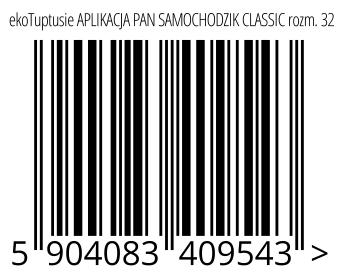 ekoTuptusie APLIKACJA PAN SAMOCHODZIK CLASSIC rozm. 32
5 904083 409543 >